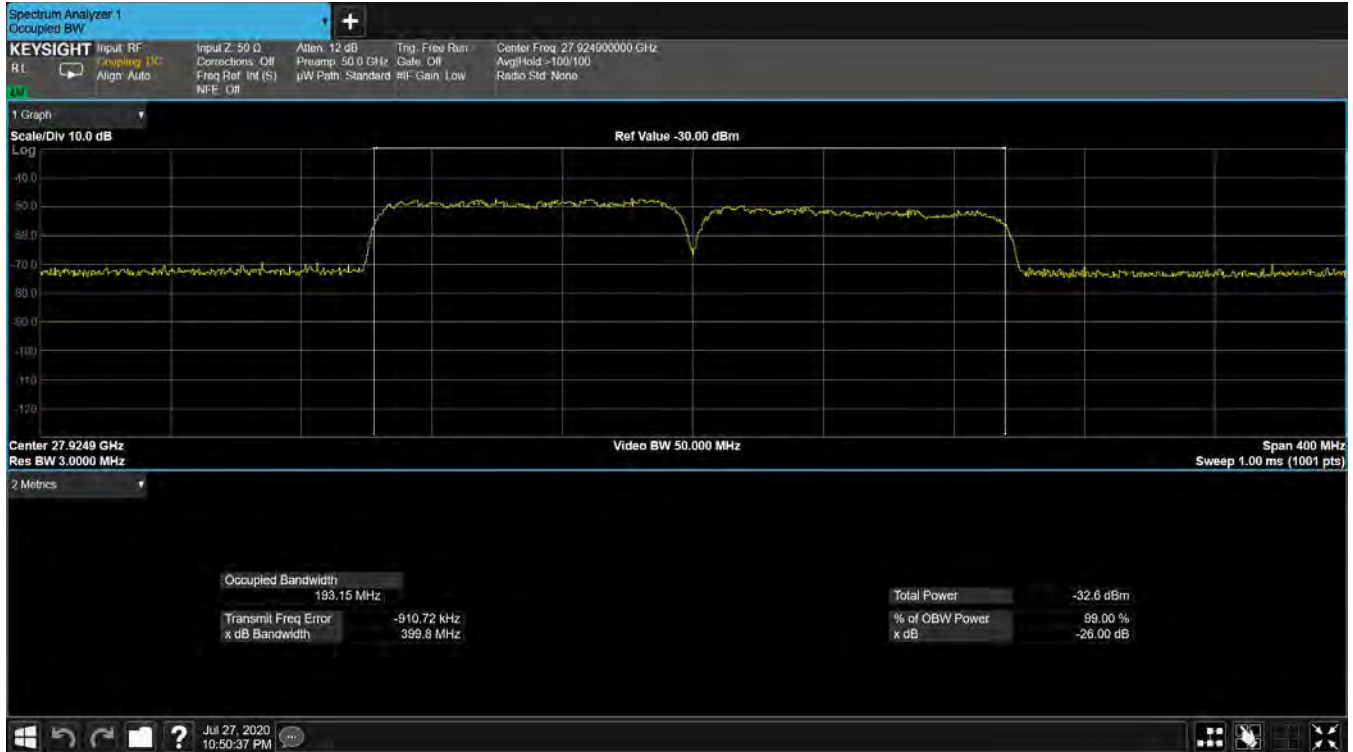 Spectrum Analyzer 1
Occupied BW
KEYSIGHT Input: RF
RL
Coupling: DC
Align: Auto
Input Z: 50 Ω
Corrections: Off
Freq Ref: Int (S)
NFE: Off
Atten: 12 dB
Preamp: 50.0 GHz
µW Path: Standard
Trig: Free Run
Gate: Off
#IF Gain: Low
Center Freq: 27.924900000 GHz
Avg|Hold:>100/100
Radio Std: None
1 Graph
Scale/Div 10.0 dB
Ref Value -30.00 dBm
Log
-40.0
-50.0
-60.0
-70.0
-80.0
-90.0
-100
-110
-120
Center 27.9249 GHz
Video BW 50.000 MHz
Span 400 MHz
Res BW 3.0000 MHz
Sweep 1.00 ms (1001 pts)
2 Metrics
Occupied Bandwidth
193.15 MHz
Transmit Freq Error -910.72 kHz
x dB Bandwidth 399.8 MHz
Total Power -32.6 dBm
% of OBW Power 99.00 %
x dB -26.00 dB
?
Jul 27, 2020
10:50:37 PM